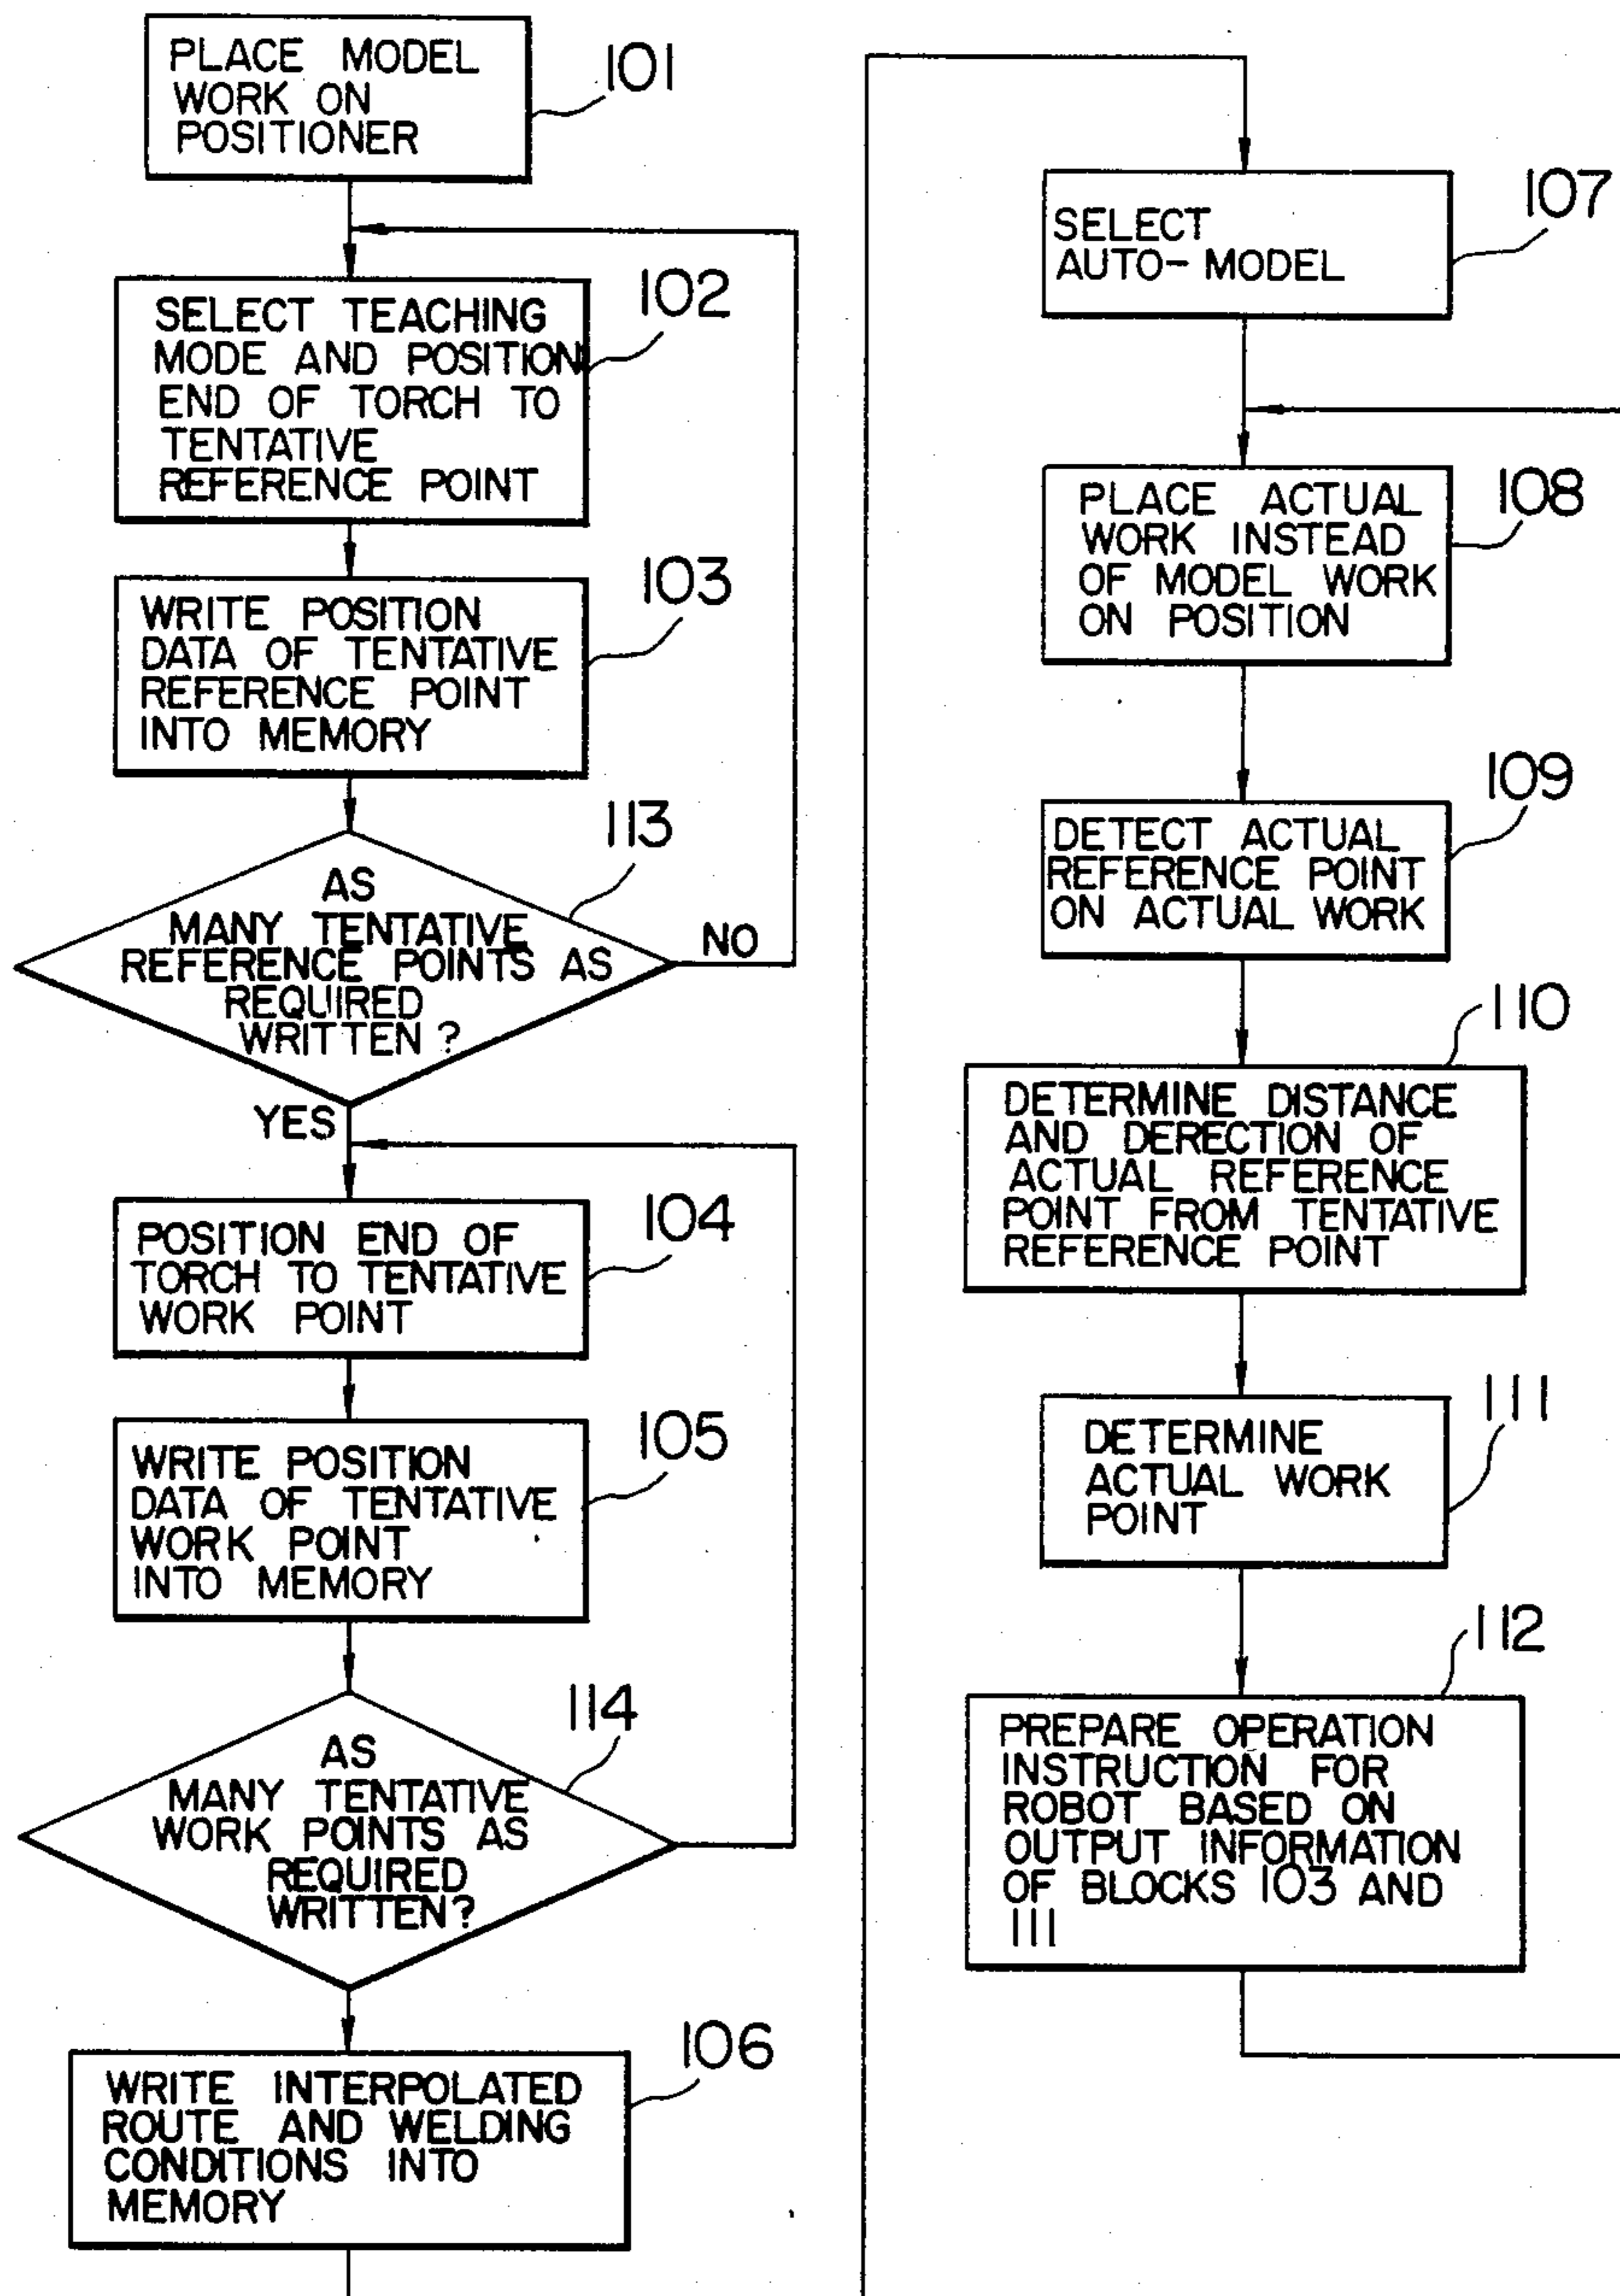 PLACE MODEL
WORK ON
POSITIONER
101
SELECT TEACHING
MODE AND POSITION
END OF TORCH TO
TENTATIVE
REFERENCE POINT
102
WRITE POSITION
DATA OF TENTATIVE
REFERENCE POINT
INTO MEMORY
103
113
AS
MANY TENTATIVE
REFERENCE POINTS AS
REQUIRED
WRITTEN?
NO
YES
POSITION END OF
TORCH TO TENTATIVE
WORK POINT
104
WRITE POSITION
DATA OF TENTATIVE
WORK POINT
INTO MEMORY
105
114
AS
MANY TENTATIVE
WORK POINTS AS
REQUIRED
WRITTEN?
WRITE INTERPOLATED
ROUTE AND WELDING
CONDITIONS INTO
MEMORY
106
SELECT
AUTO-MODEL
107
PLACE ACTUAL
WORK INSTEAD
OF MODEL WORK
ON POSITION
108
DETECT ACTUAL
REFERENCE POINT
ON ACTUAL WORK
109
110
DETERMINE DISTANCE
AND DERECTION OF
ACTUAL REFERENCE
POINT FROM TENTATIVE
REFERENCE POINT
DETERMINE
ACTUAL WORK
POINT
111
112
PREPARE OPERATION
INSTRUCTION FOR
ROBOT BASED ON
OUTPUT INFORMATION
OF BLOCKS 103 AND
111